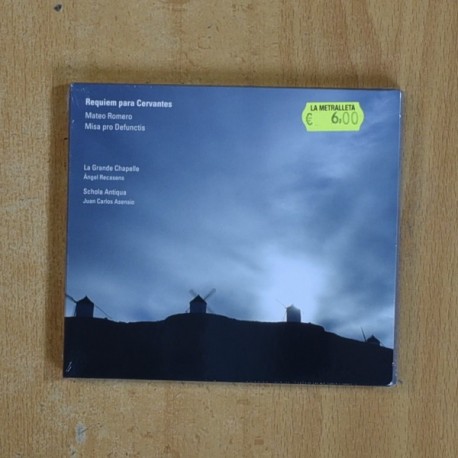 Requiem para Cervantes
Mateo Romero
Misa pro Defunctis
La Grande Chapelle
Ángel Recasens
Schola Antiqua
Juan Carlos Asensio
LA METRALLETA
€ 6,00